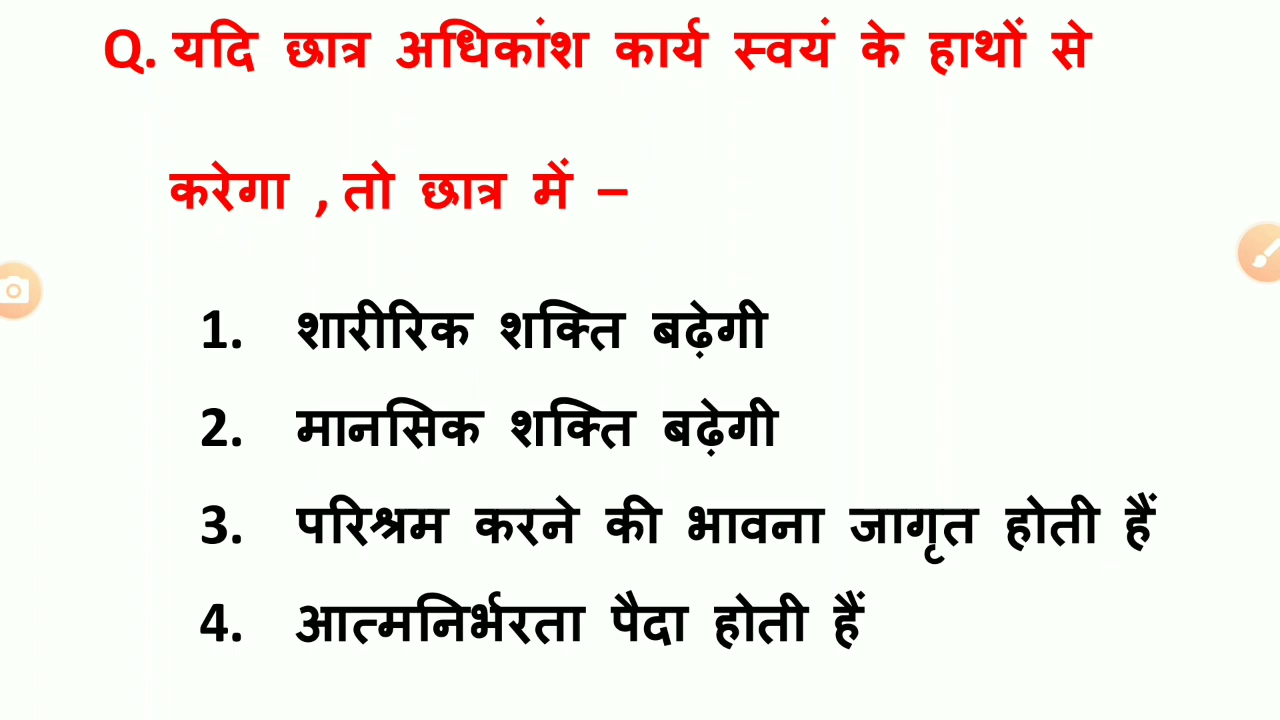 Q. यदि छात्र अधिकांश कार्य स्वयं के हाथों से
करेगा , तो छात्र में –
1. शारीरिक शक्ति बढ़ेगी
2. मानसिक शक्ति बढ़ेगी
3. परिश्रम करने की भावना जागृत होती हैं
4. आत्मनिर्भरता पैदा होती हैं